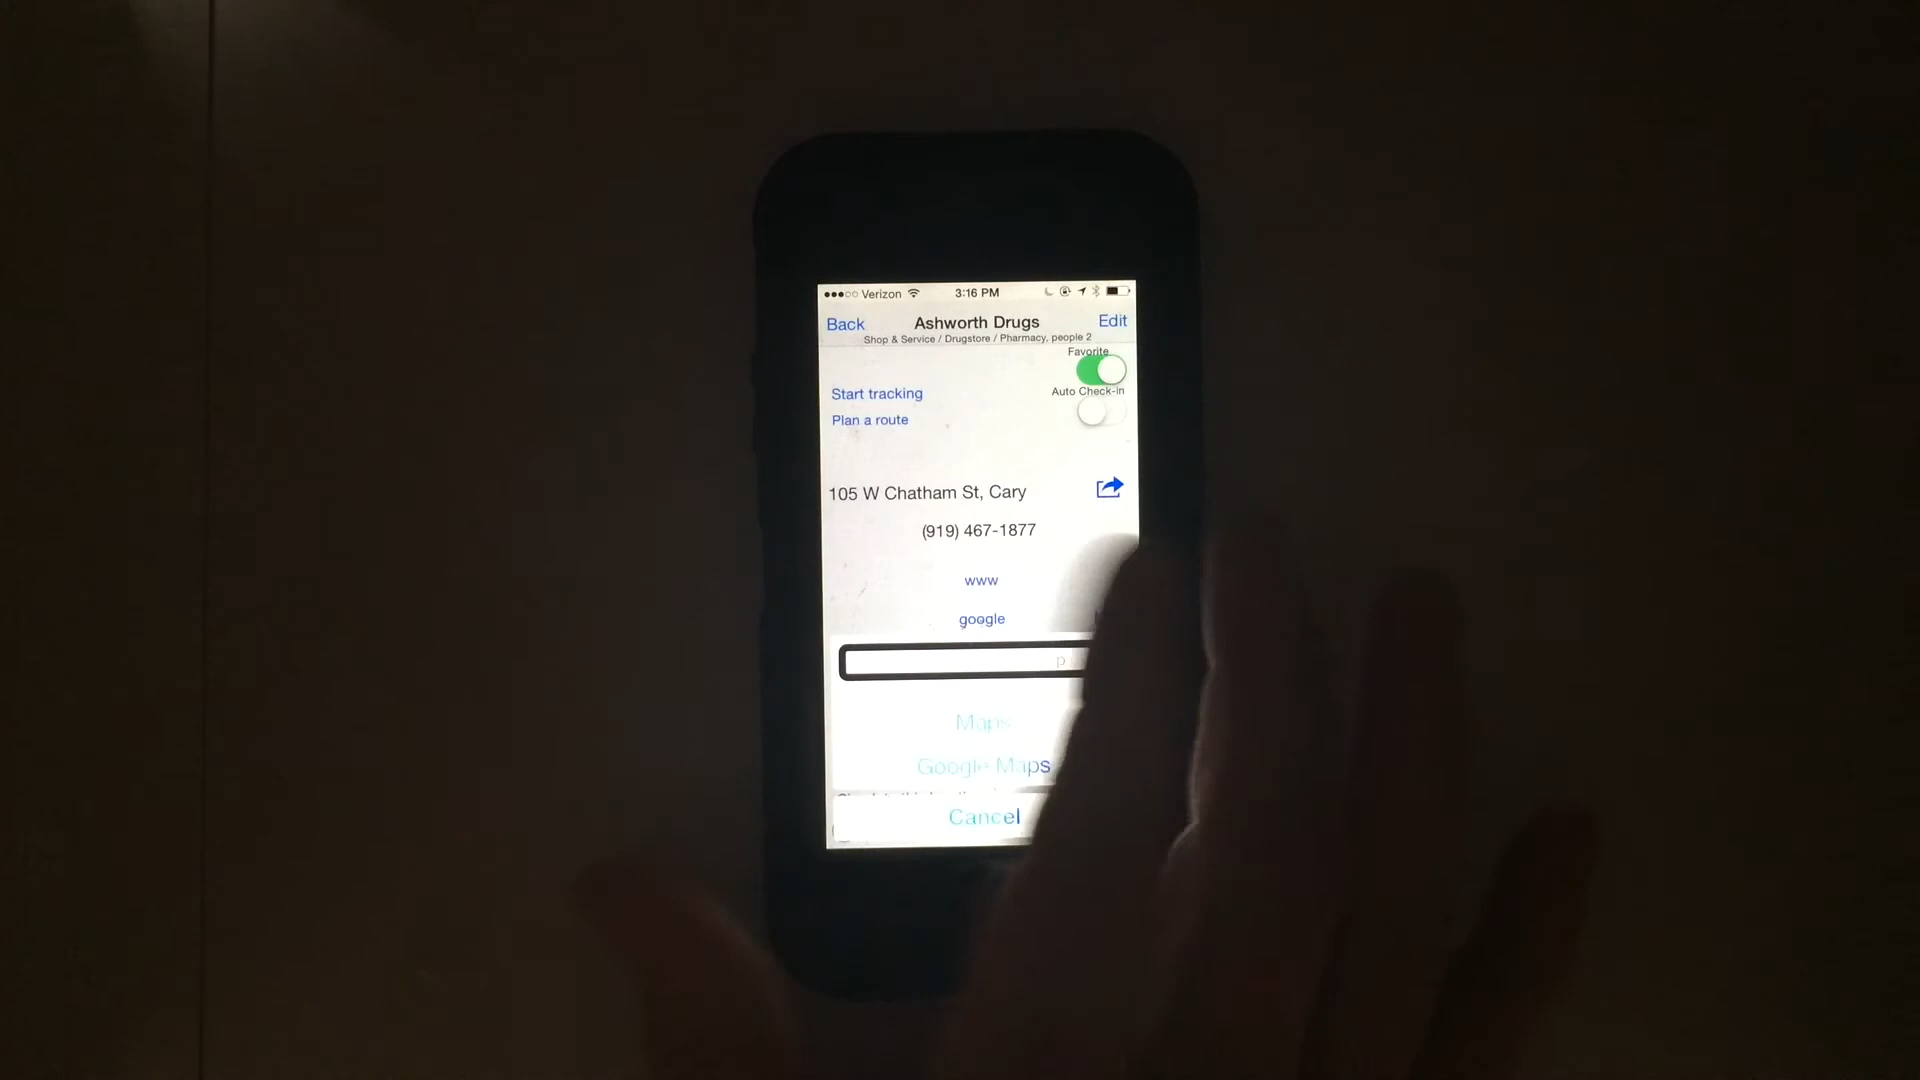 Verizon 3:16 PM
Back Ashworth Drugs Edit
Shop & Service / Drugstore / Pharmacy, people 2
Favorite
Start tracking
Auto Check-in
Plan a route
105 W Chatham St, Cary
(919) 467-1877
www
google
Maps
Google Maps
Cancel